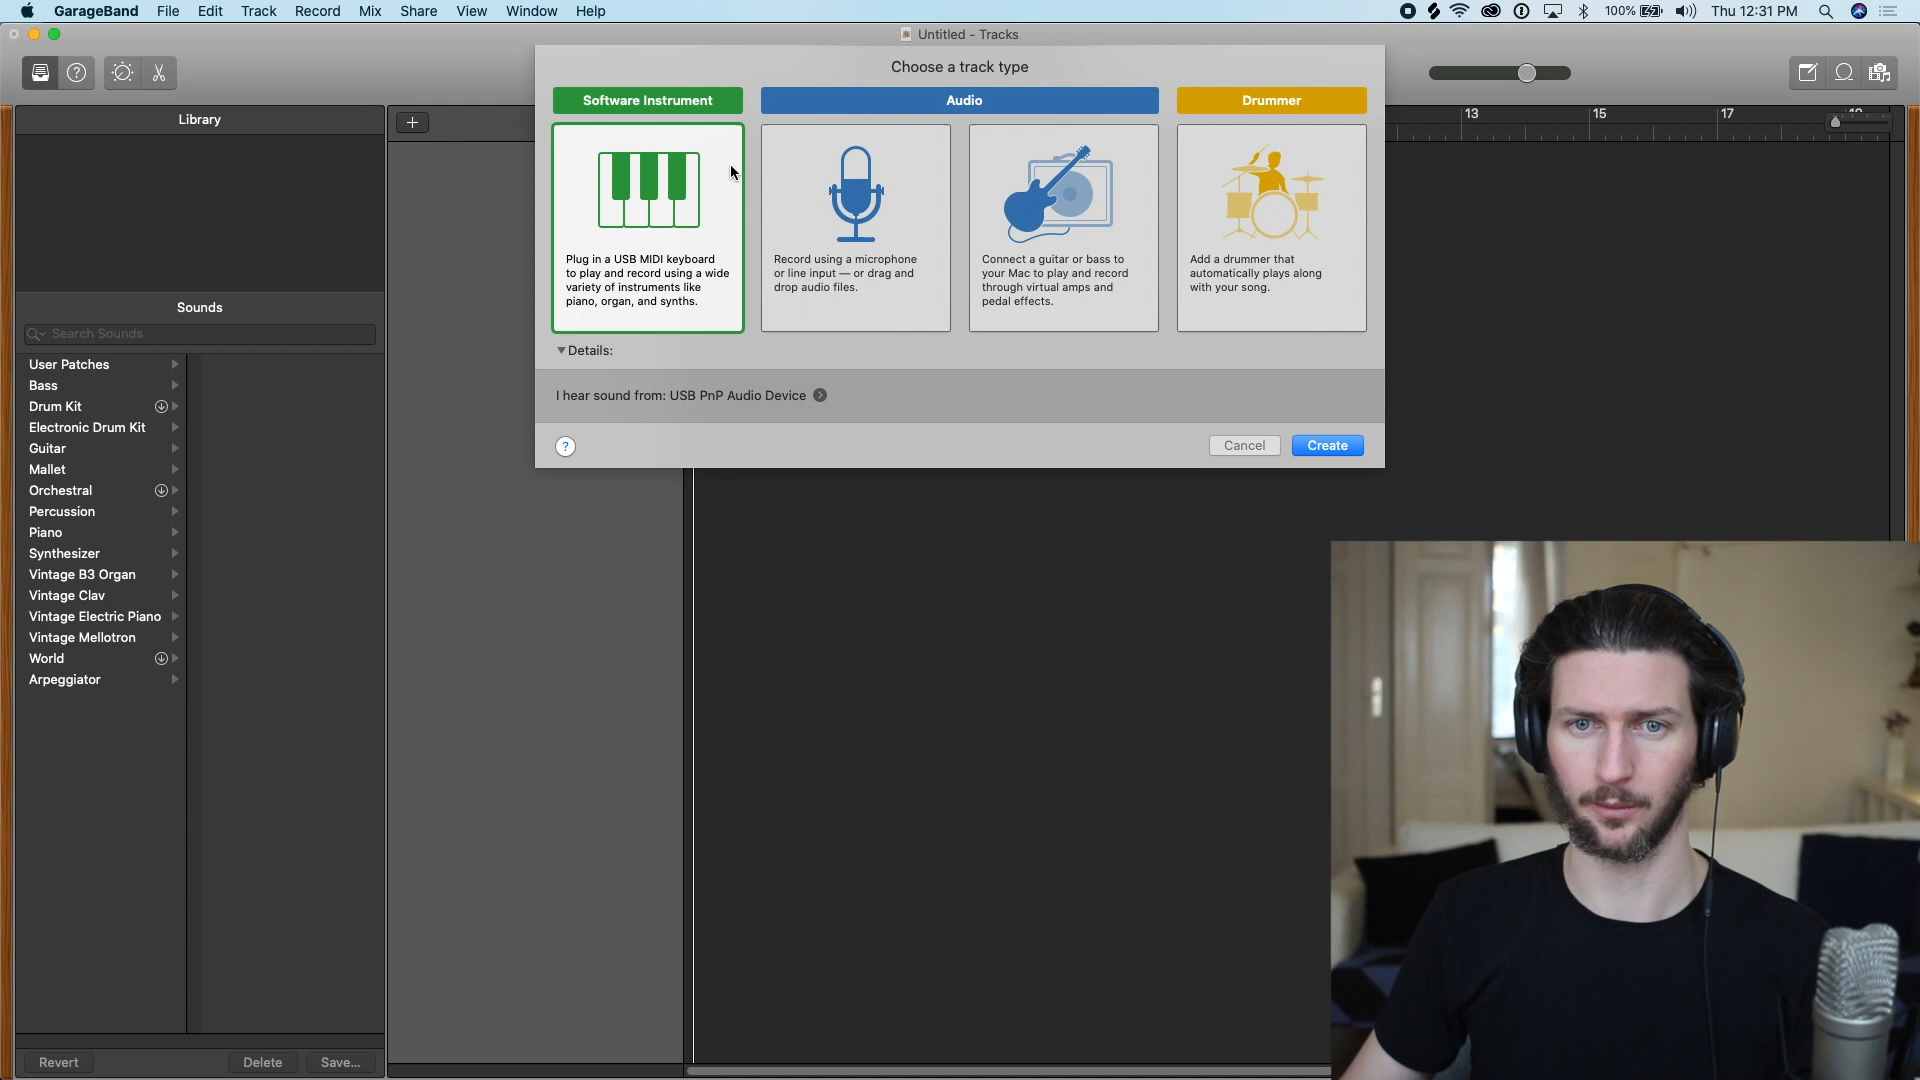 GarageBand File Edit Track Record Mix Share View Window Help
100% Thu 12:31 PM
Untitled - Tracks
Choose a track type
Software Instrument
Audio
Drummer
Plug in a USB MIDI keyboard
to play and record using a wide
variety of instruments like
piano, organ, and synths.
Record using a microphone
or line input — or drag and
drop audio files.
Connect a guitar or bass to
your Mac to play and record
through virtual amps and
pedal effects.
Add a drummer that
automatically plays along
with your song.
Details:
I hear sound from: USB PnP Audio Device
?
Cancel
Create
13
15
17
Library
Sounds
Search Sounds
User Patches
Bass
Drum Kit
Electronic Drum Kit
Guitar
Mallet
Orchestral
Percussion
Piano
Synthesizer
Vintage B3 Organ
Vintage Clav
Vintage Electric Piano
Vintage Mellotron
World
Arpeggiator
Revert
Delete
Save...